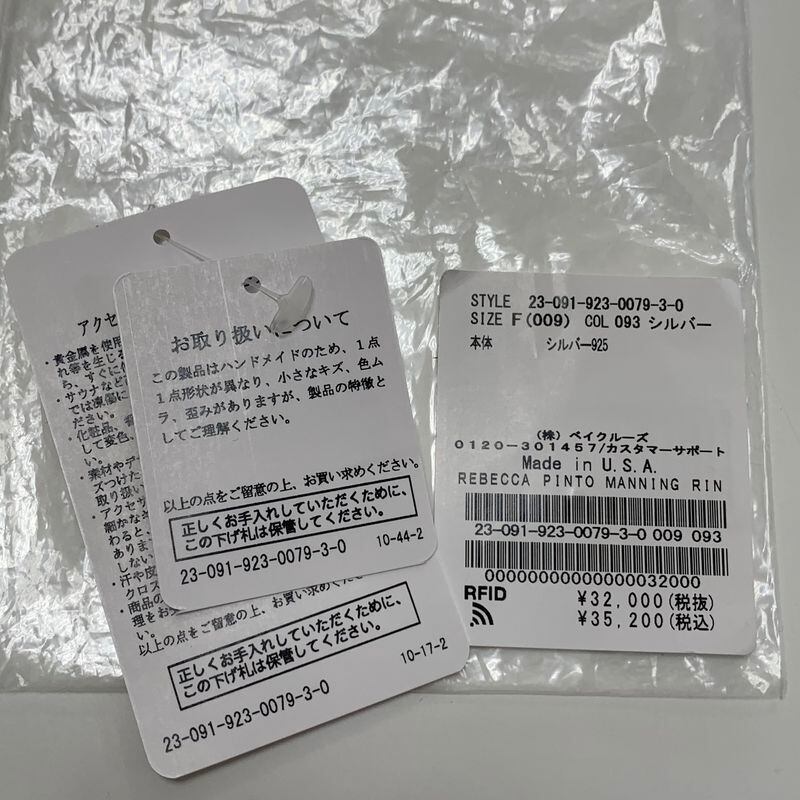 アクセ
・貴金属を使用
れ等を生じる
ら、すぐに使
・サウナなど
では凍傷に
ださい。
・化粧品、香
して変色、
い。
・素材やデ
ズつけた
取り扱い
・アクセサ
細かなキ
わると、
ありま
しない
・汗や皮
クロス
・商品の
理をお
い。
以上の点をご留意の上、お買い求めくださ
正しくお手入れしていただくために、
この下げ札は保管してください。
10-17-2
23-091-923-0079-3-0
お取り扱いについて
この製品はハンドメイドのため、1点
1点形状が異なり、小さなキズ、色ム
ラ、歪みがありますが、製品の特徴と
してご理解ください。
以上の点をご留意の上、お買い求めください。
正しくお手入れしていただくために、
この下げ札は保管してください。
23-091-923-0079-3-0 10-44-2
STYLE 23-091-923-0079-3-0
SIZE F(009) COL 093 シルバー
本体 シルバー925
(株) ベイクルーズ
0120-301457/カスタマーサポート
Made in U.S.A.
REBECCA PINTO MANNING RIN
23-091-923-0079-3-0 009 093
00000000000000032000
RFID
¥32,000(税抜)
¥35,200(税込)